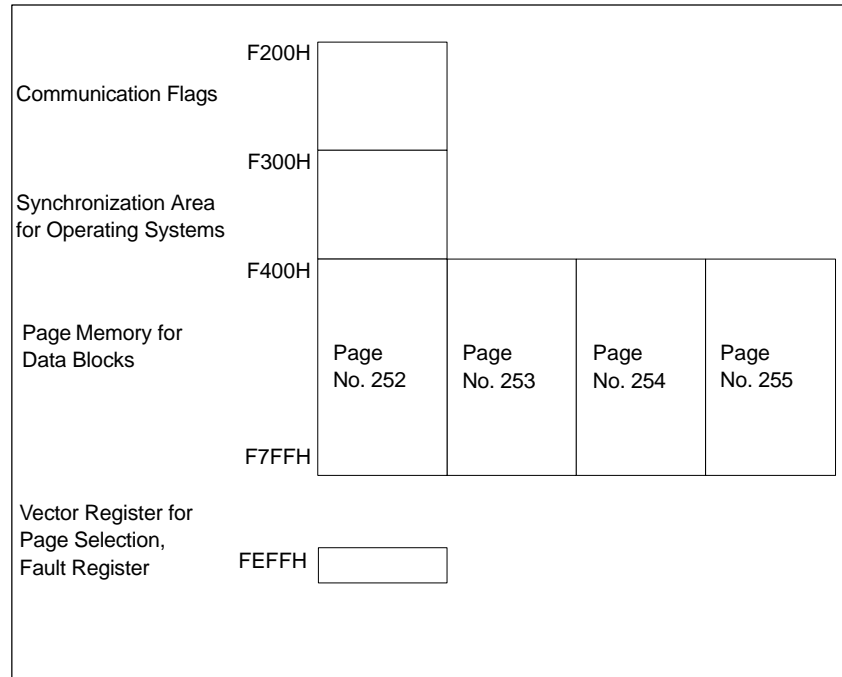 F200H
Communication Flags
F300H
Synchronization Area
for Operating Systems
F400H
Page Memory for
Data Blocks
Page
No. 252
Page
No. 253
Page
No. 254
Page
No. 255
F7FFH
Vector Register for
Page Selection,
Fault Register
FEFFH